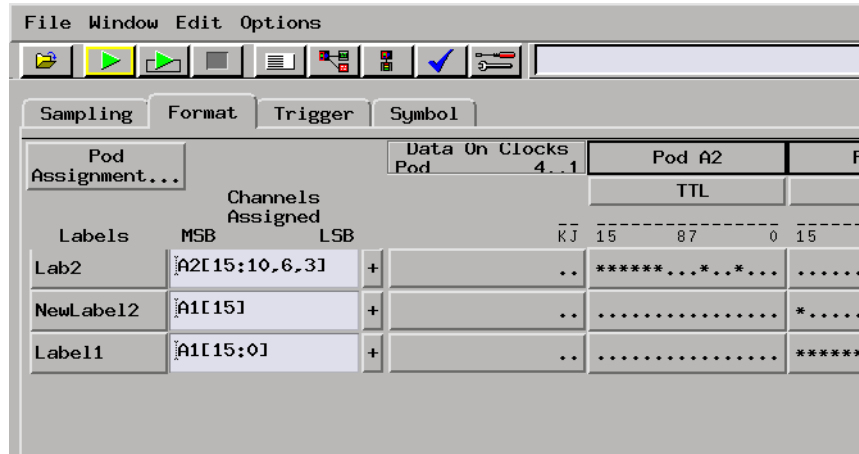 File Window Edit Options
Sampling Format Trigger Symbol
Pod
Assignment...
Data On Clocks
Pod 4..1
Pod A2
TTL
Channels
Assigned
Labels MSB LSB
KJ 15 87 0 15
Lab2 A2[15:10,6,3] + .. ******...*..*... ......
NewLabel2 A1[15] + .. ................ *.....
Label1 A1[15:0] + .. ................ ******